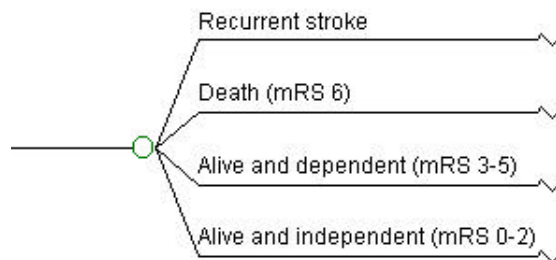 Recurrent stroke
Death (mRS 6)
Alive and dependent (mRS 3-5)
Alive and independent (mRS 0-2)